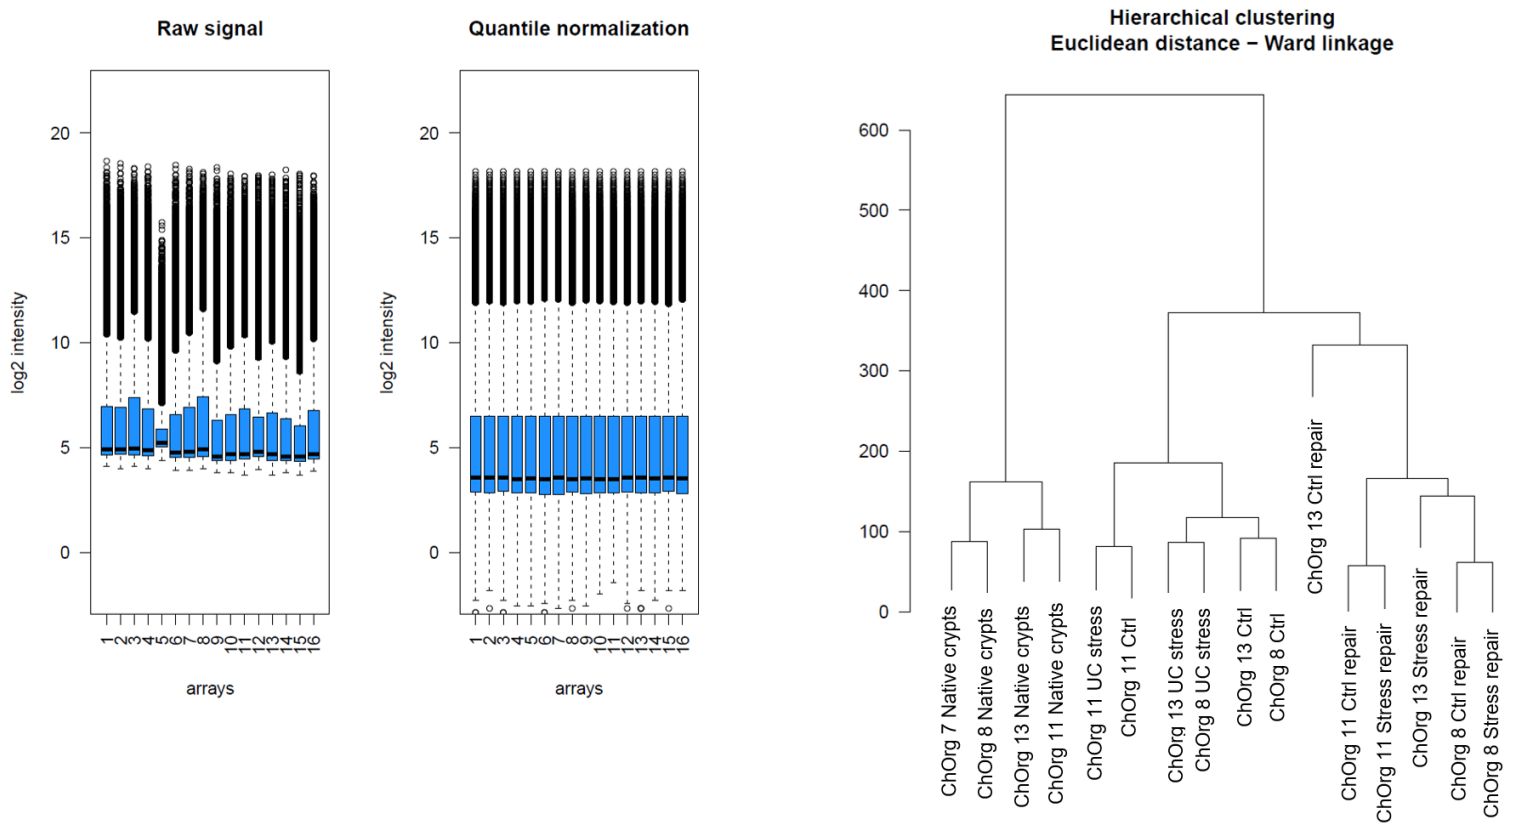 Raw signal
20
15
10
5
0
log2 intensity
1
2
3
4
5
6
7
8
9
10
11
12
13
14
15
16
arrays
Quantile normalization
20
15
10
5
0
log2 intensity
1
2
3
4
5
6
7
8
9
10
11
12
13
14
15
16
arrays
Hierarchical clustering
Euclidean distance − Ward linkage
600
500
400
300
200
100
0
ChOrg 7 Native crypts
ChOrg 8 Native crypts
ChOrg 13 Native crypts
ChOrg 11 Native crypts
ChOrg 11 UC stress
ChOrg 11 Ctrl
ChOrg 13 UC stress
ChOrg 8 UC stress
ChOrg 13 Ctrl
ChOrg 8 Ctrl
ChOrg 13 Ctrl repair
ChOrg 11 Ctrl repair
ChOrg 11 Stress repair
ChOrg 13 Stress repair
ChOrg 8 Ctrl repair
ChOrg 8 Stress repair